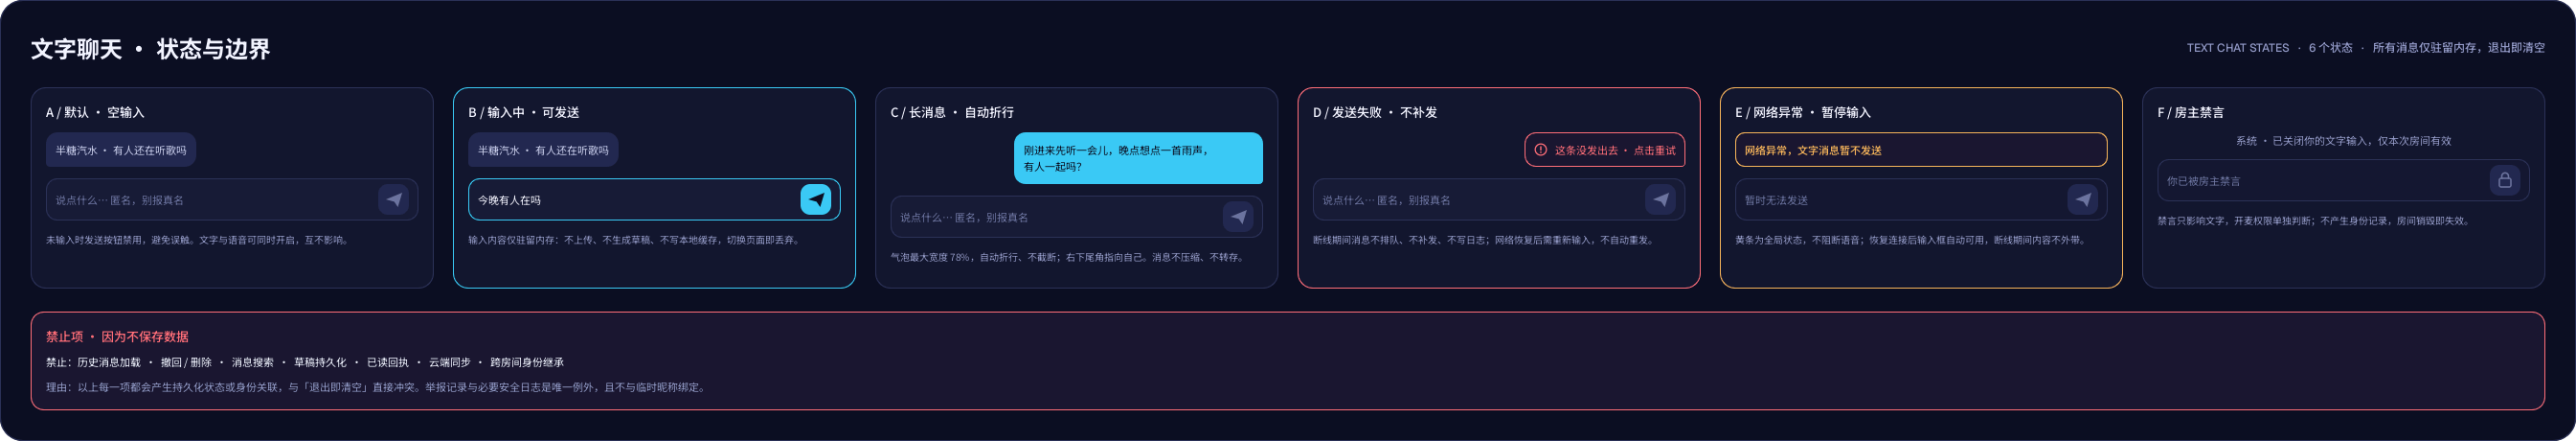 文字聊天 · 状态与边界
TEXT CHAT STATES · 6 个状态 · 所有消息仅驻留内存，退出即清空
A / 默认 · 空输入
半糖汽水 · 有人还在听歌吗
说点什么… 匿名，别报真名
未输入时发送按钮禁用，避免误触。文字与语音可同时开启，互不影响。
B / 输入中 · 可发送
半糖汽水 · 有人还在听歌吗
今晚有人在吗
输入内容仅驻留内存：不上传、不生成草稿、不写本地缓存，切换页面即丢弃。
C / 长消息 · 自动折行
刚进来先听一会儿，晚点想点一首雨声，
有人一起吗？
说点什么… 匿名，别报真名
气泡最大宽度 78%，自动折行、不截断；右下尾角指向自己。消息不压缩、不转存。
D / 发送失败 · 不补发
这条没发出去 · 点击重试
说点什么… 匿名，别报真名
断线期间消息不排队、不补发、不写日志；网络恢复后需重新输入，不自动重发。
E / 网络异常 · 暂停输入
网络异常，文字消息暂不发送
暂时无法发送
黄条为全局状态，不阻断语音；恢复连接后输入框自动可用，断线期间内容不外带。
F / 房主禁言
系统 · 已关闭你的文字输入，仅本次房间有效
你已被房主禁言
禁言只影响文字，开麦权限单独判断；不产生身份记录，房间销毁即失效。
禁止项 · 因为不保存数据
禁止：历史消息加载 · 撤回 / 删除 · 消息搜索 · 草稿持久化 · 已读回执 · 云端同步 · 跨房间身份继承
理由：以上每一项都会产生持久化状态或身份关联，与「退出即清空」直接冲突。举报记录与必要安全日志是唯一例外，且不与临时昵称绑定。